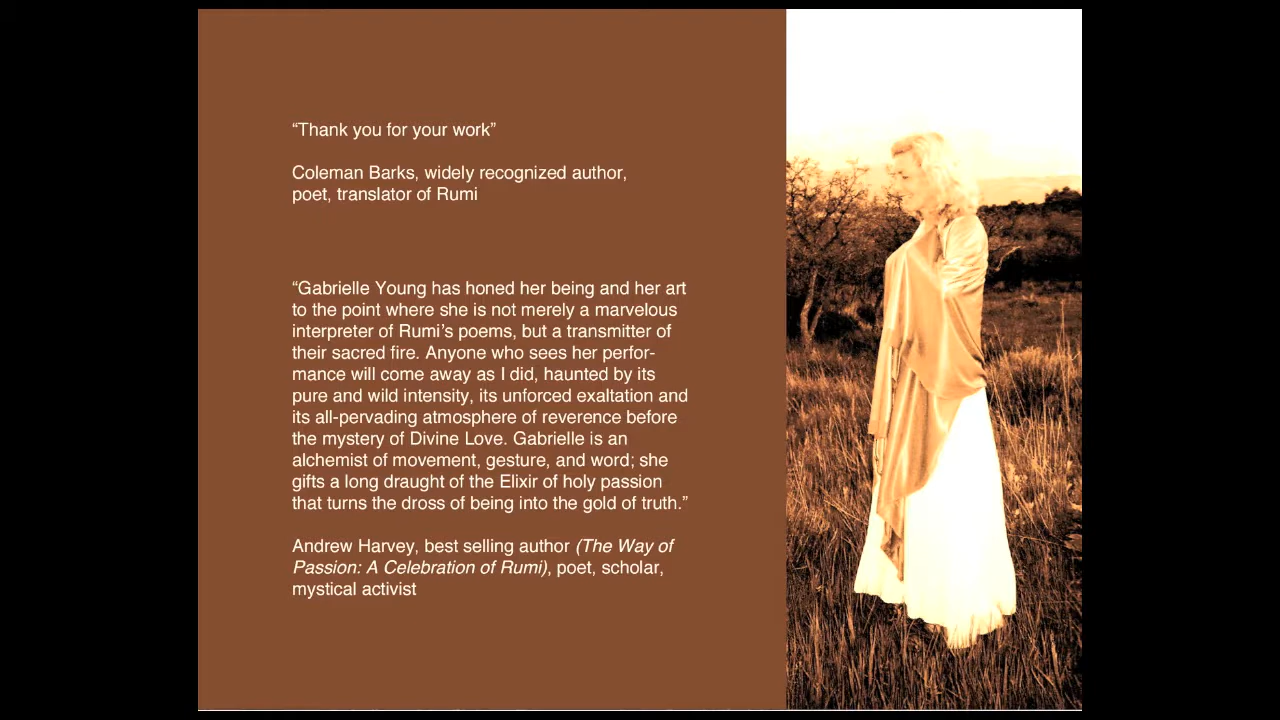 “Thank you for your work”
Coleman Barks, widely recognized author,
poet, translator of Rumi
“Gabrielle Young has honed her being and her art
to the point where she is not merely a marvelous
interpreter of Rumi’s poems, but a transmitter of
their sacred fire. Anyone who sees her perfor-
mance will come away as I did, haunted by its
pure and wild intensity, its unforced exaltation and
its all-pervading atmosphere of reverence before
the mystery of Divine Love. Gabrielle is an
alchemist of movement, gesture, and word; she
gifts a long draught of the Elixir of holy passion
that turns the dross of being into the gold of truth.”
Andrew Harvey, best selling author (The Way of
Passion: A Celebration of Rumi), poet, scholar,
mystical activist